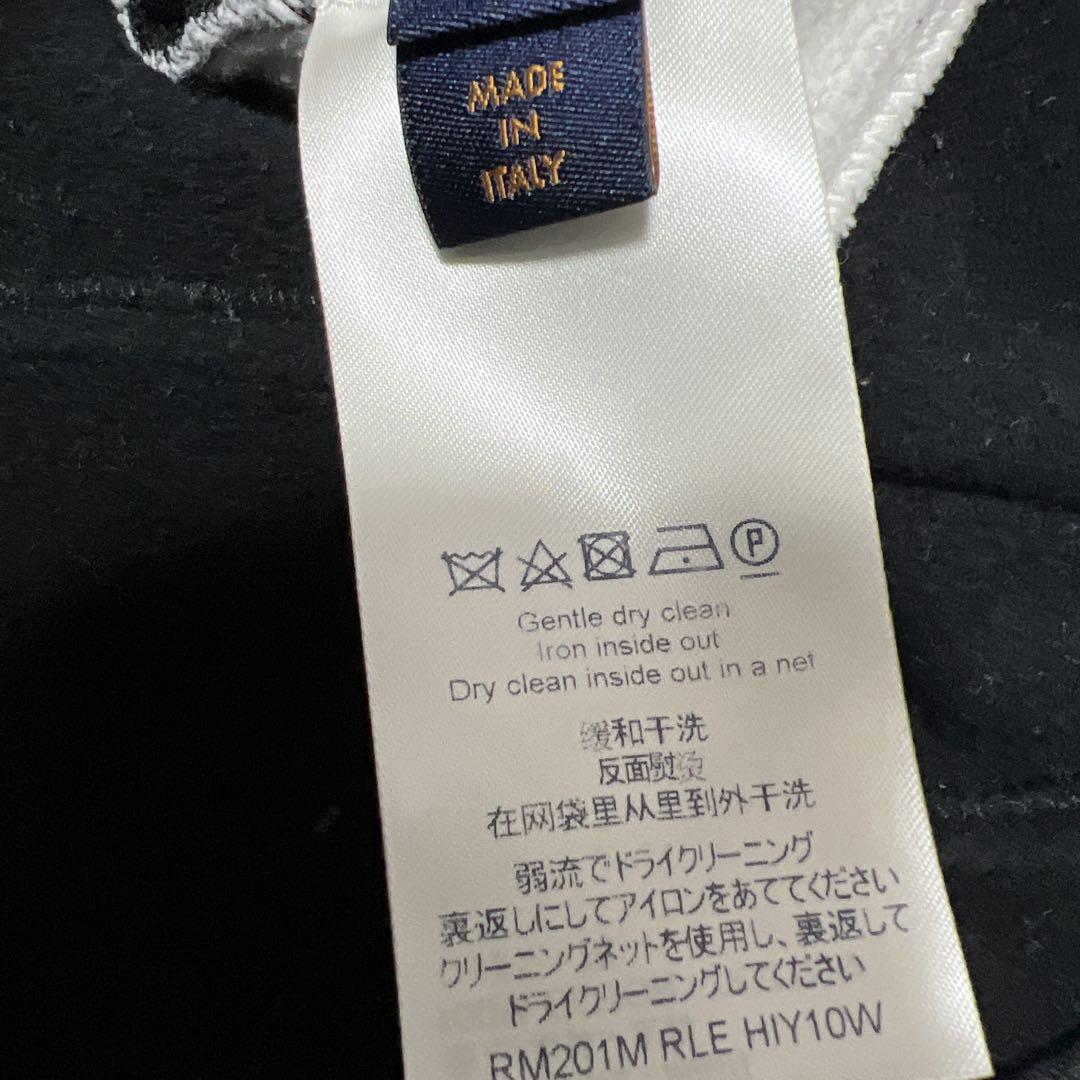 MADE
IN
ITALY
P
Gentle dry clean
Iron inside out
Dry clean inside out in a net
缓和干洗
反面熨烫
在网袋里从里到外干洗
弱流でドライクリーニング
裏返しにしてアイロンをあててください
クリーニングネットを使用し、裏返して
ドライクリーニングしてください
RM201M RLE HIY10W